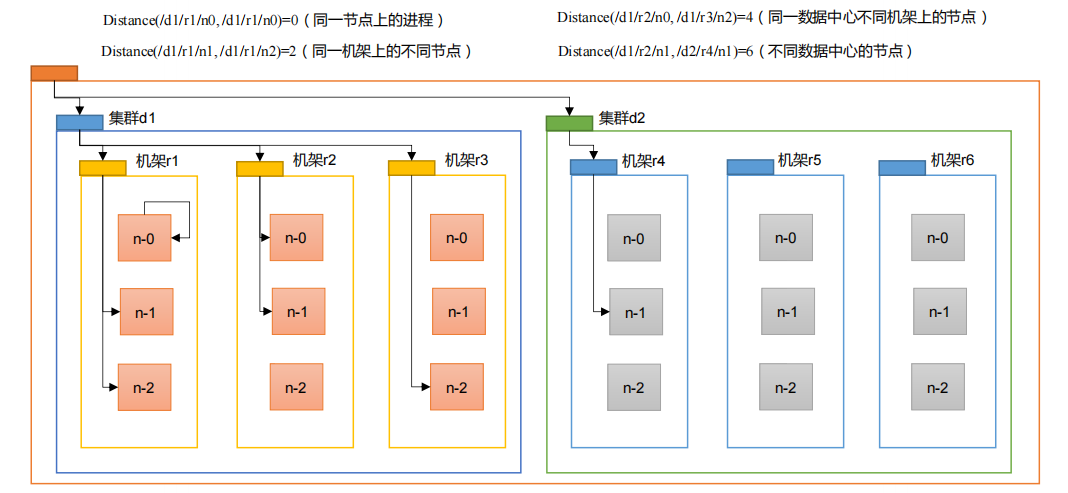 Distance(/d1/r1/n0, /d1/r1/n0)=0（同一节点上的进程）
Distance(/d1/r2/n0, /d1/r3/n2)=4（同一数据中心不同机架上的节点）
Distance(/d1/r1/n1, /d1/r1/n2)=2（同一机架上的不同节点）
Distance(/d1/r2/n1, /d2/r4/n1)=6（不同数据中心的节点）
集群d1
集群d2
机架r1
机架r2
机架r3
机架r4
机架r5
机架r6
n-0
n-0
n-0
n-0
n-0
n-0
n-1
n-1
n-1
n-1
n-1
n-1
n-2
n-2
n-2
n-2
n-2
n-2